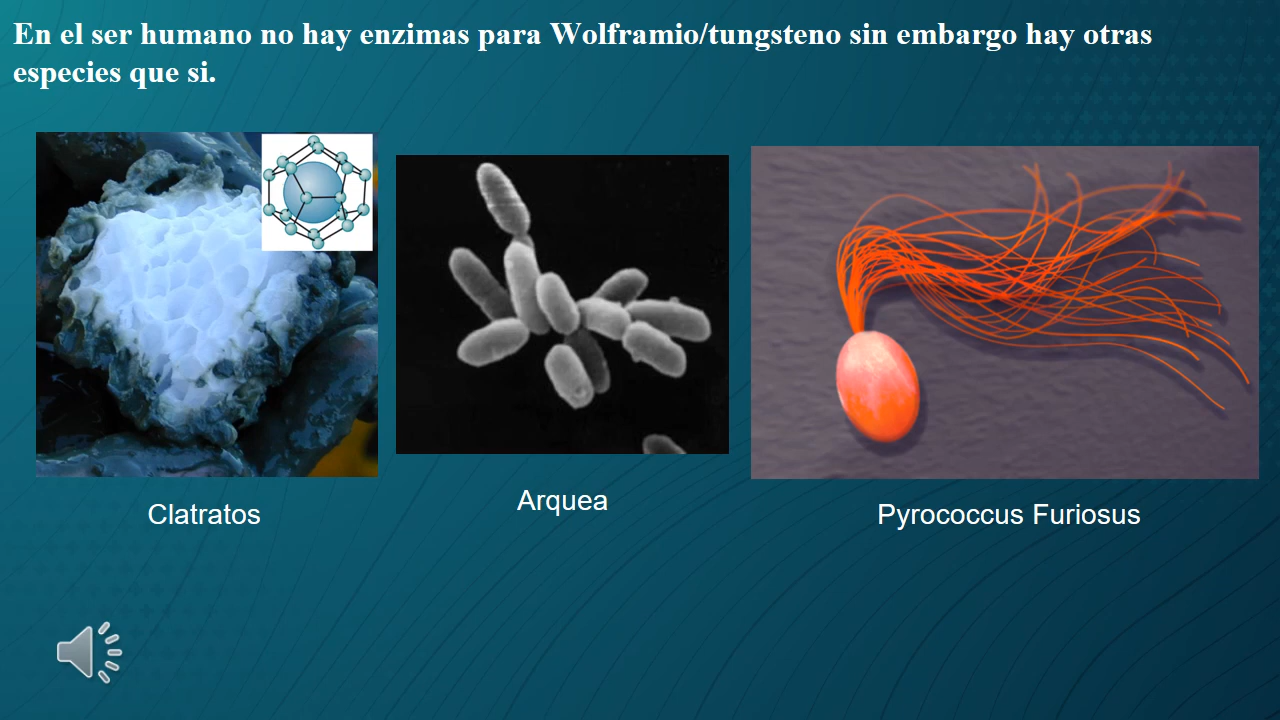 En el ser humano no hay enzimas para Wolframio/tungsteno sin embargo hay otras
especies que si.
Clatratos
Arquea
Pyrococcus Furiosus